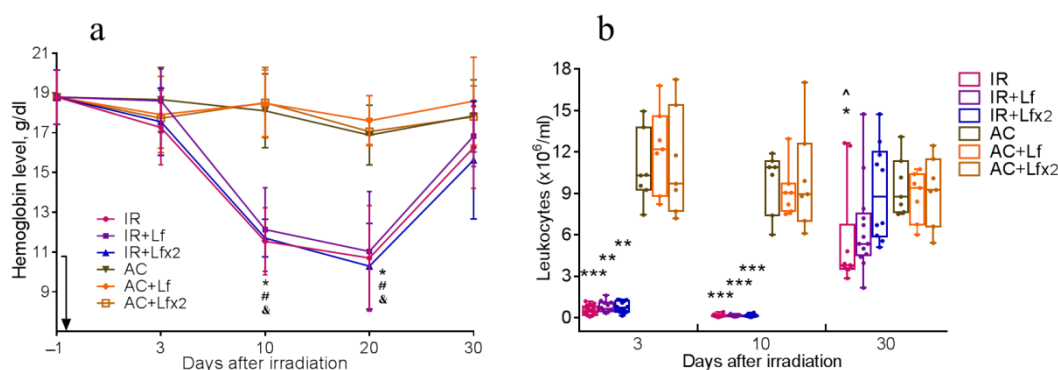 a
Hemoglobin level, g/dl
21
19
17
15
13
11
9
IR
IR+Lf
IR+Lfx2
AC
AC+Lf
AC+Lfx2
*
#
&
*
#
&
–1
3
10
20
30
Days after irradiation
b
Leukocytes (x10⁶/ml)
18
15
12
9
6
3
0
***
**
**
***
***
***
^
*
3
10
30
Days after irradiation
IR
IR+Lf
IR+Lfx2
AC
AC+Lf
AC+Lfx2